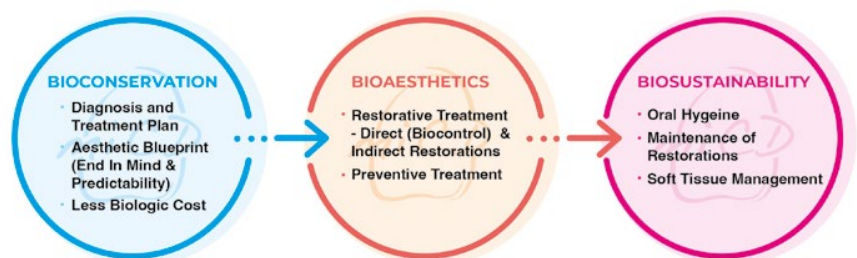 BIOCONSERVATION
• Diagnosis and
Treatment Plan
• Aesthetic Blueprint
(End In Mind &
Predictability)
• Less Biologic Cost
BIOAESTHETICS
• Restorative Treatment
- Direct (Biocontrol) &
Indirect Restorations
• Preventive Treatment
BIOSUSTAINABILITY
• Oral Hygeine
• Maintenance of
Restorations
• Soft Tissue Management